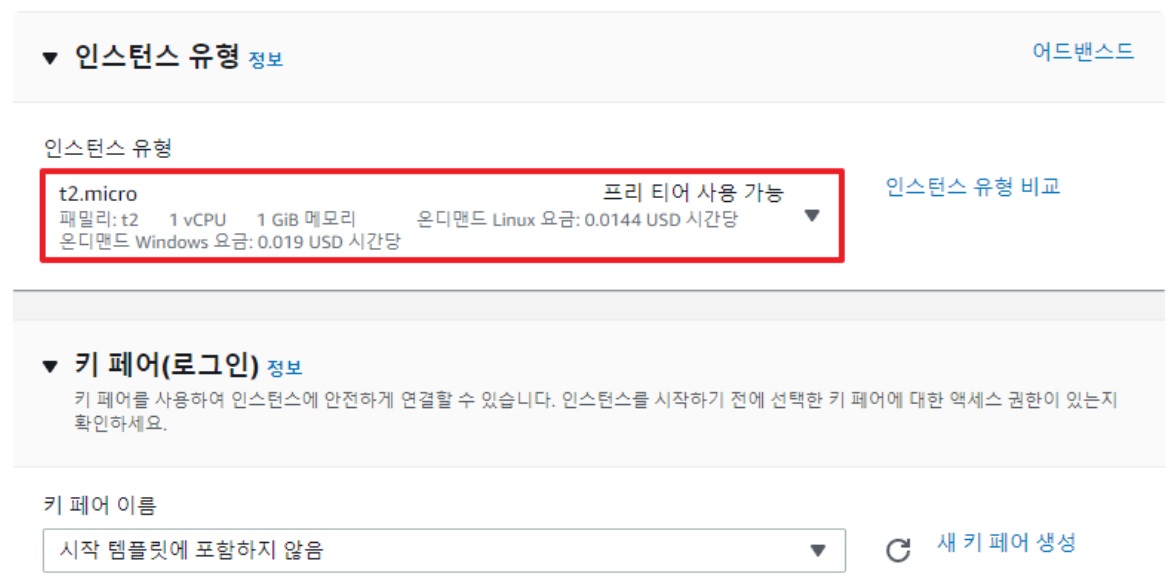 인스턴스 유형 정보
어드밴스드
인스턴스 유형
t2.micro 프리 티어 사용 가능
패밀리: t2 1 vCPU 1 GiB 메모리 온디맨드 Linux 요금: 0.0144 USD 시간당
온디맨드 Windows 요금: 0.019 USD 시간당
인스턴스 유형 비교
키 페어(로그인) 정보
키 페어를 사용하여 인스턴스에 안전하게 연결할 수 있습니다. 인스턴스를 시작하기 전에 선택한 키 페어에 대한 액세스 권한이 있는지
확인하세요.
키 페어 이름
시작 템플릿에 포함하지 않음
새 키 페어 생성